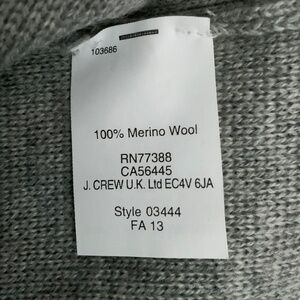 103686
100% Merino Wool
RN77388
CA56445
J. CREW U.K. Ltd EC4V 6JA
Style 03444
FA 13